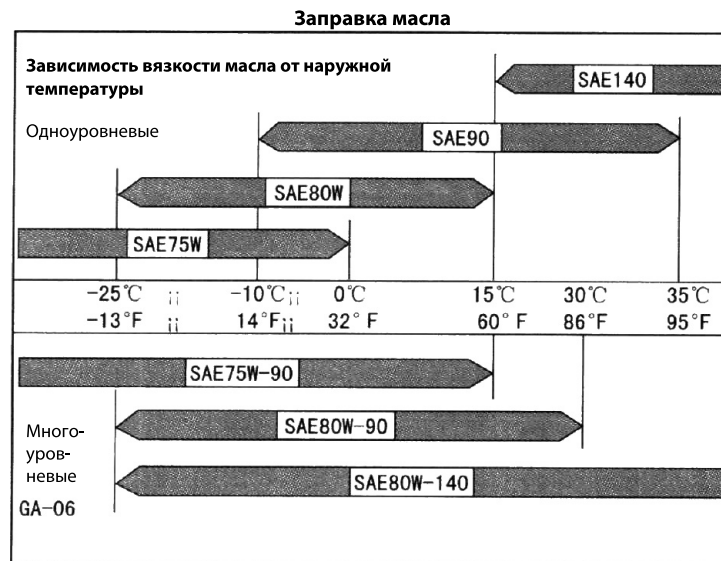 Заправка масла
Зависимость вязкости масла от наружной
температуры
SAE140
Одноуровневые
SAE90
SAE80W
SAE75W
-25℃ ¡¡ -10℃¡¡ 0℃ 15℃ 30℃ 35℃
-13°F ¡¡ 14°F¡¡ 32°F 60°F 86°F 95°F
SAE75W-90
SAE80W-90
Много-
уров-
невые
SAE80W-140
GA-06